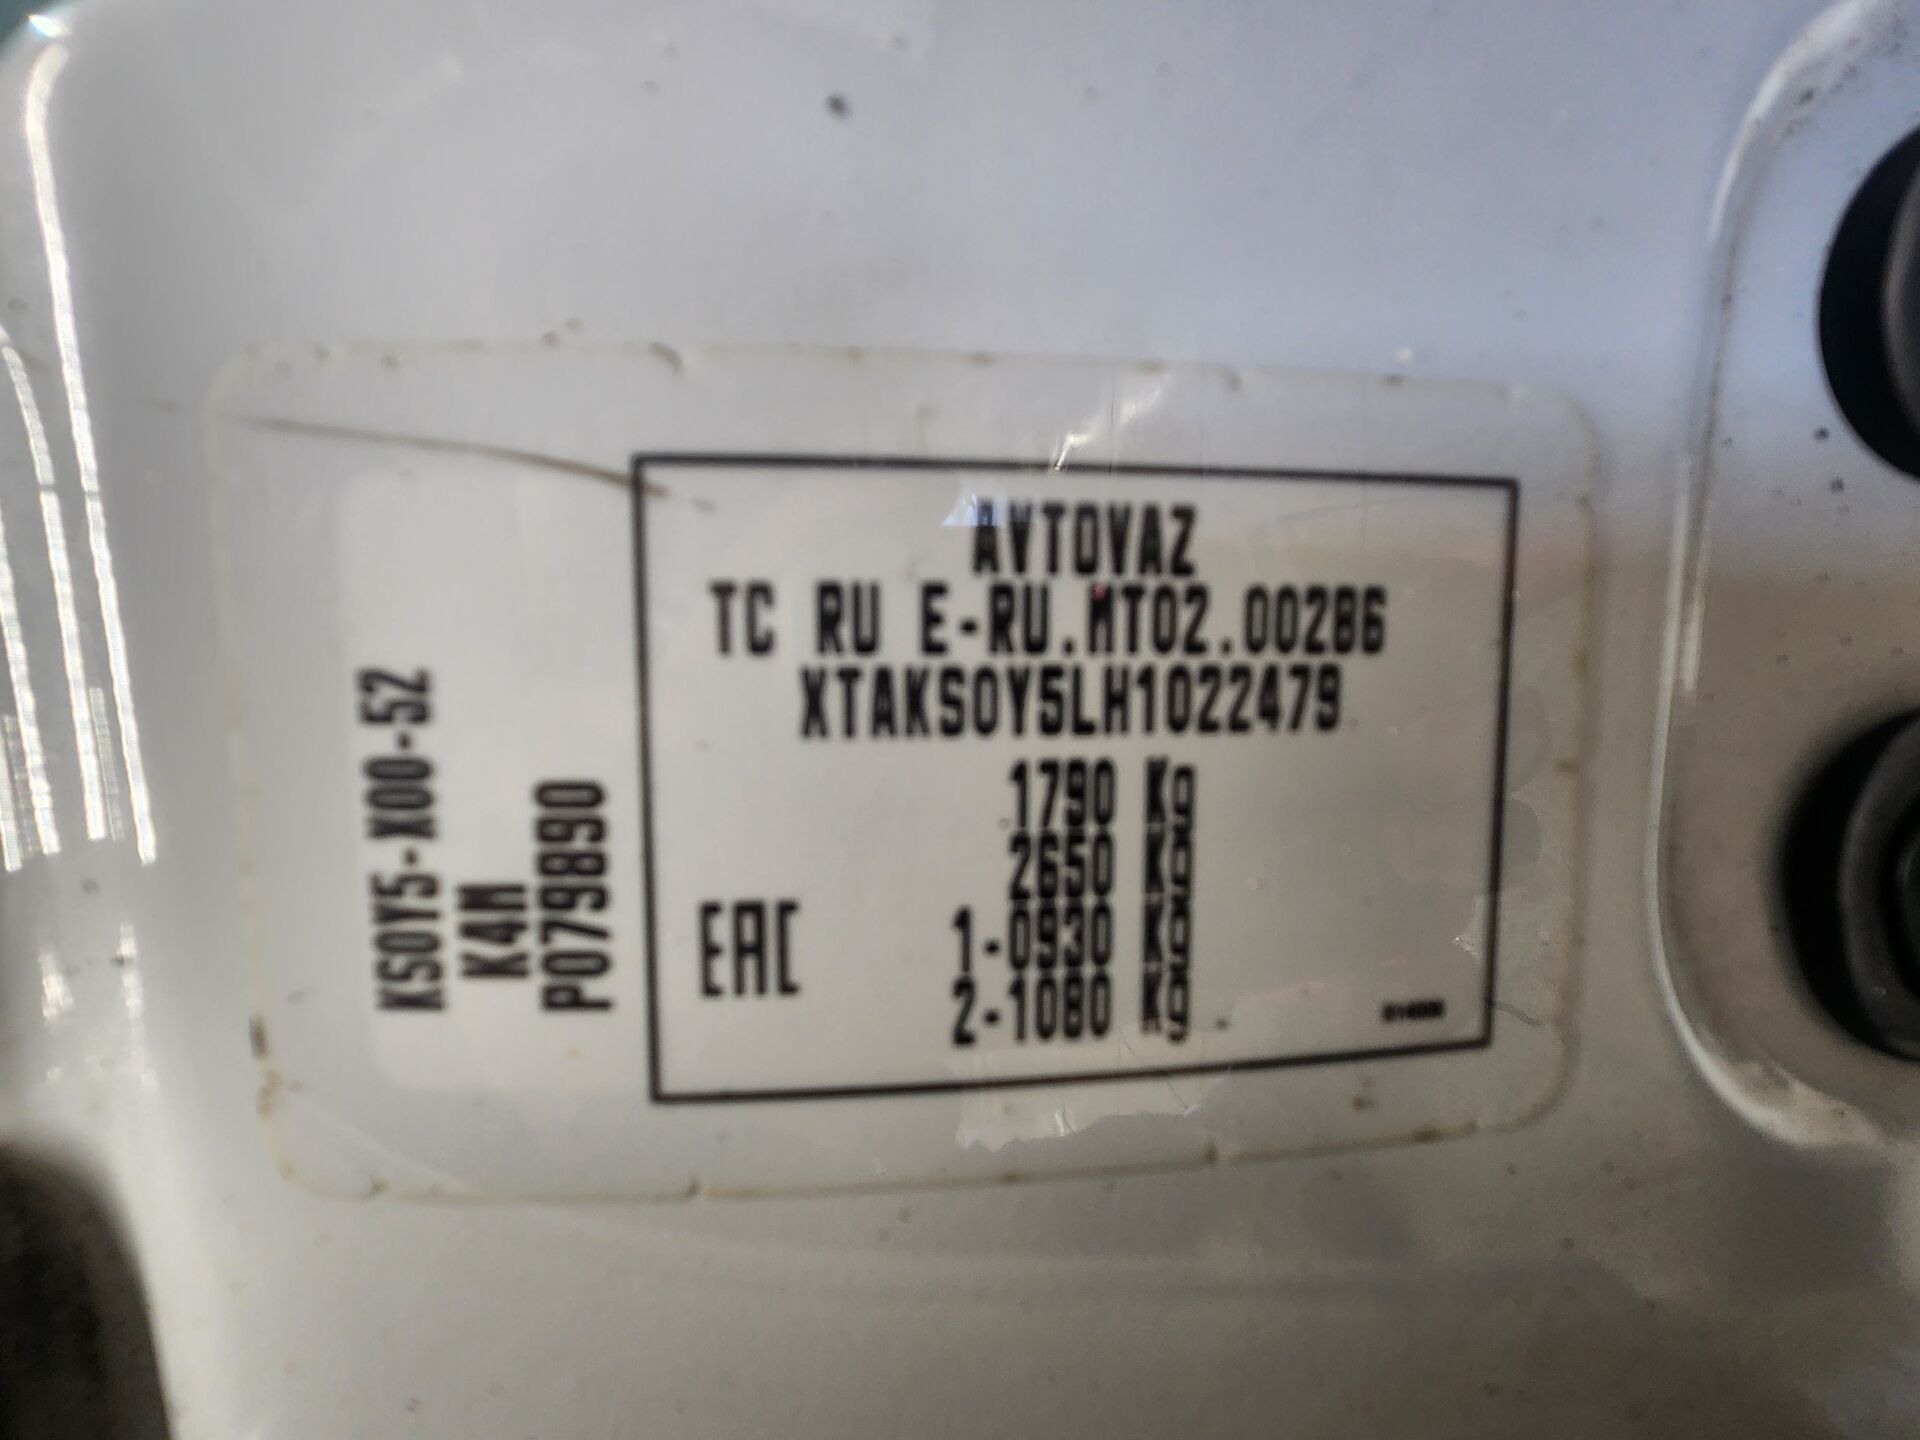 AVTOVAZ
TC RU E-RU.MT02.00286
XTAKS0Y5LH1022479
1790 Kg
2650 Kg
1-0930 Kg
2-1080 Kg
EAC
KS0Y5-X00-52
K4M
P079890